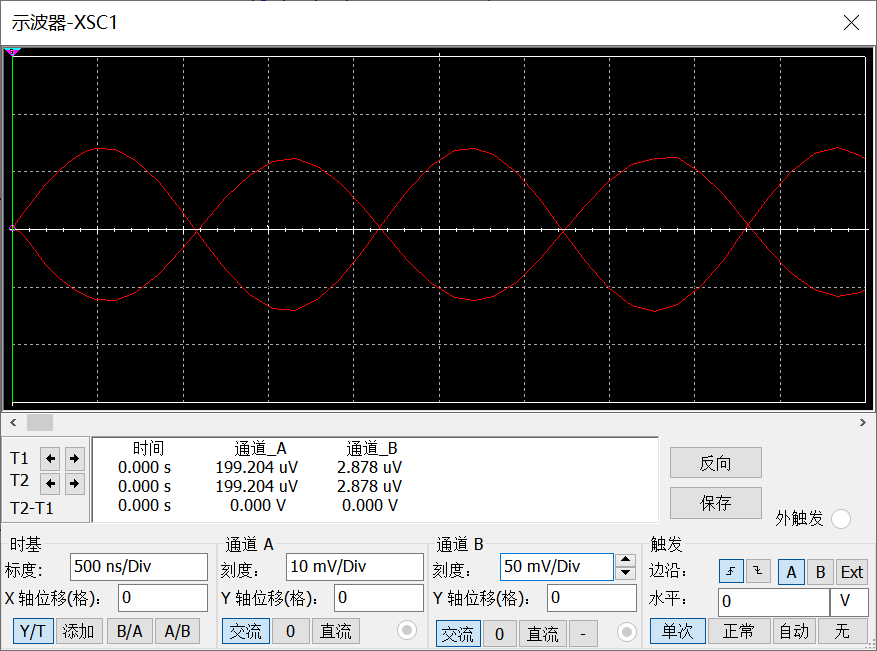 示波器-XSC1
时间 通道_A 通道_B
T1 0.000 s 199.204 uV 2.878 uV
T2 0.000 s 199.204 uV 2.878 uV
T2-T1 0.000 s 0.000 V 0.000 V
反向
保存
外触发
时基 通道 A 通道 B 触发
标度: 500 ns/Div 刻度: 10 mV/Div 刻度: 50 mV/Div 边沿: A B Ext
X 轴位移(格): 0 Y 轴位移(格): 0 Y 轴位移(格): 0 水平: 0 V
Y/T 添加 B/A A/B 交流 0 直流 交流 0 直流 - 单次 正常 自动 无